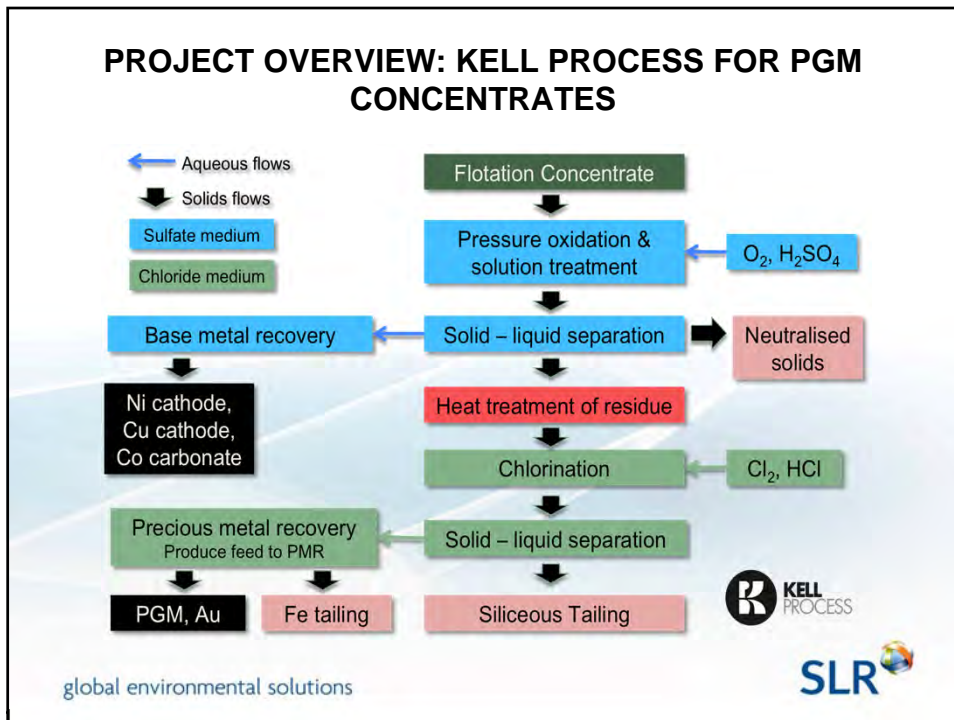 PROJECT OVERVIEW: KELL PROCESS FOR PGM
CONCENTRATES
Aqueous flows
Solids flows
Sulfate medium
Chloride medium
Flotation Concentrate
Pressure oxidation &
solution treatment
O₂, H₂SO₄
Base metal recovery
Solid – liquid separation
Neutralised
solids
Ni cathode,
Cu cathode,
Co carbonate
Heat treatment of residue
Chlorination
Cl₂, HCl
Precious metal recovery
Produce feed to PMR
Solid – liquid separation
PGM, Au
Fe tailing
Siliceous Tailing
K KELL
PROCESS
global environmental solutions
SLR